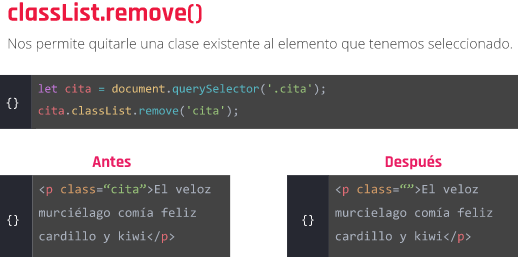 classList.remove()
Nos permite quitarle una clase existente al elemento que tenemos seleccionado.
{}
let cita = document.querySelector('.cita');
cita.classList.remove('cita');
Antes
{}
<p class=“cita”>El veloz
murciélago comía feliz
cardillo y kiwi</p>
Después
{}
<p class=“”>El veloz
murcielago comía feliz
cardillo y kiwi</p>